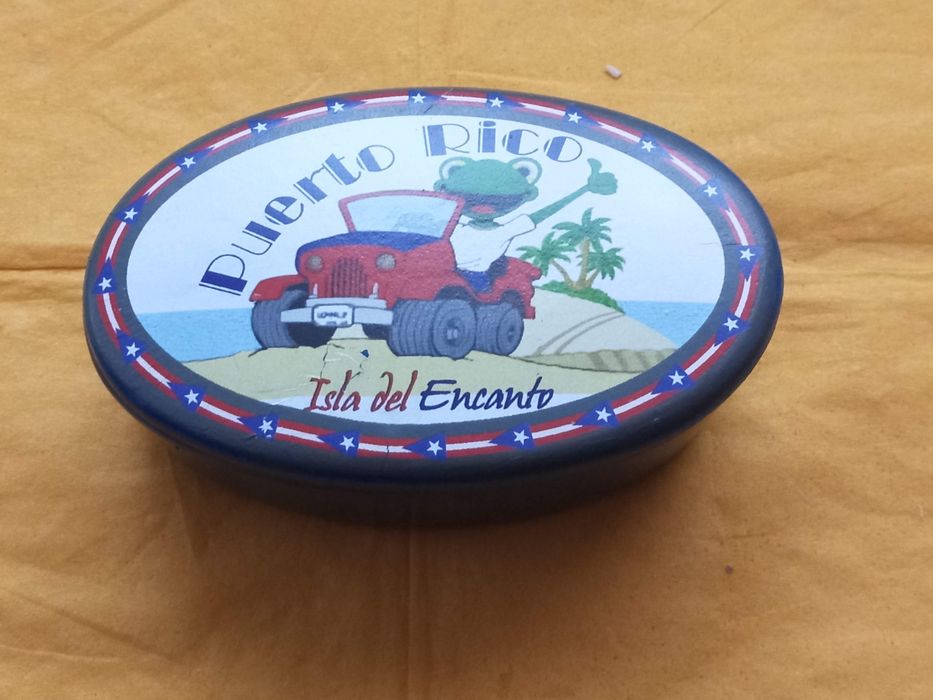 Puerto Rico
Isla del Encanto